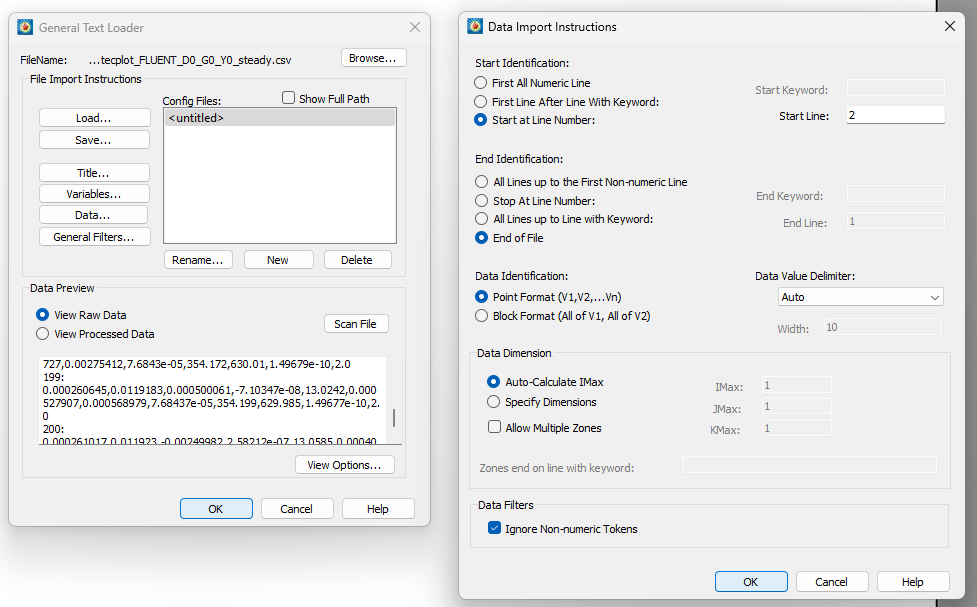 General Text Loader
FileName: ...tecplot_FLUENT_D0_G0_Y0_steady.csv
Browse...
File Import Instructions
Config Files:
Show Full Path
<untitled>
Load...
Save...
Title...
Variables...
Data...
General Filters...
Rename...
New
Delete
Data Preview
View Raw Data
View Processed Data
Scan File
727,0.00275412,7.6843e-05,354.172,630.01,1.49679e-10,2.0
199:
0.000260645,0.0119183,0.000500061,-7.10347e-08,13.0242,0.000
527907,0.000568979,7.68437e-05,354.199,629.985,1.49677e-10,2.
0
200:
0.000261017,0.011923,-0.00249982,2.58212e-07,13.0585,0.00040
View Options...
OK
Cancel
Help
Data Import Instructions
Start Identification:
First All Numeric Line
First Line After Line With Keyword:
Start at Line Number:
Start Keyword:
Start Line: 2
End Identification:
All Lines up to the First Non-numeric Line
Stop At Line Number:
All Lines up to Line with Keyword:
End of File
End Keyword:
End Line: 1
Data Identification:
Point Format (V1,V2,...Vn)
Block Format (All of V1, All of V2)
Data Value Delimiter:
Auto
Width: 10
Data Dimension
Auto-Calculate IMax
Specify Dimensions
Allow Multiple Zones
IMax: 1
JMax: 1
KMax: 1
Zones end on line with keyword:
Data Filters
Ignore Non-numeric Tokens
OK
Cancel
Help